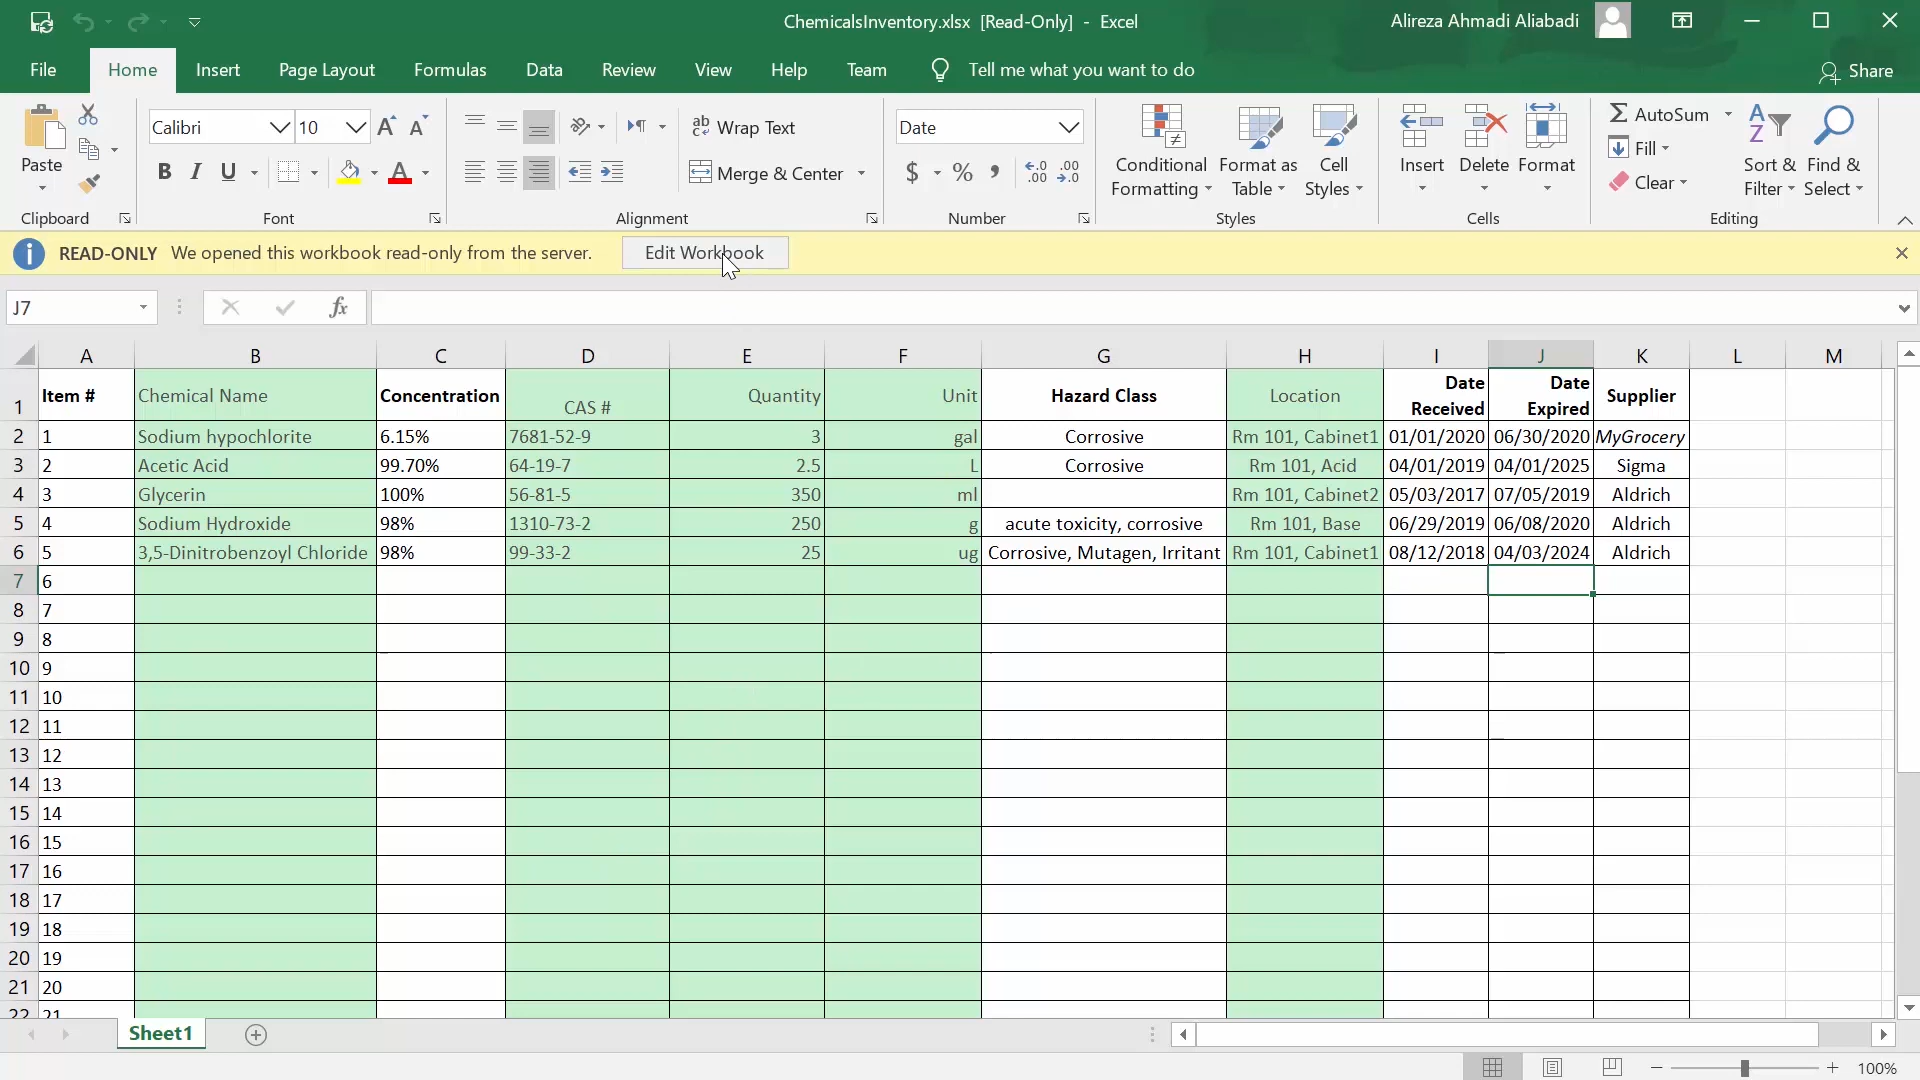 ChemicalsInventory.xlsx [Read-Only] - Excel
Alireza Ahmadi Aliabadi
File Home Insert Page Layout Formulas Data Review View Help Team Tell me what you want to do Share
Calibri 10 A A ab Wrap Text Date AutoSum A Z
Paste B I U A Merge & Center $ % , .0 .00 .00 .0 Conditional Formatting Format as Table Cell Styles Insert Delete Format Fill Clear Sort & Filter Find & Select
Clipboard Font Alignment Number Styles Cells Editing
READ-ONLY We opened this workbook read-only from the server. Edit Workbook
J7 fx
A B C D E F G H I J K L M
1 Item # Chemical Name Concentration CAS # Quantity Unit Hazard Class Location Date Received Date Expired Supplier
2 1 Sodium hypochlorite 6.15% 7681-52-9 3 gal Corrosive Rm 101, Cabinet1 01/01/2020 06/30/2020 MyGrocery
3 2 Acetic Acid 99.70% 64-19-7 2.5 L Corrosive Rm 101, Acid 04/01/2019 04/01/2025 Sigma
4 3 Glycerin 100% 56-81-5 350 ml Rm 101, Cabinet2 05/03/2017 07/05/2019 Aldrich
5 4 Sodium Hydroxide 98% 1310-73-2 250 g acute toxicity, corrosive Rm 101, Base 06/29/2019 06/08/2020 Aldrich
6 5 3,5-Dinitrobenzoyl Chloride 98% 99-33-2 25 ug Corrosive, Mutagen, Irritant Rm 101, Cabinet1 08/12/2018 04/03/2024 Aldrich
7 6
8 7
9 8
10 9
11 10
12 11
13 12
14 13
15 14
16 15
17 16
18 17
19 18
20 19
21 20
22 21
Sheet1
100%